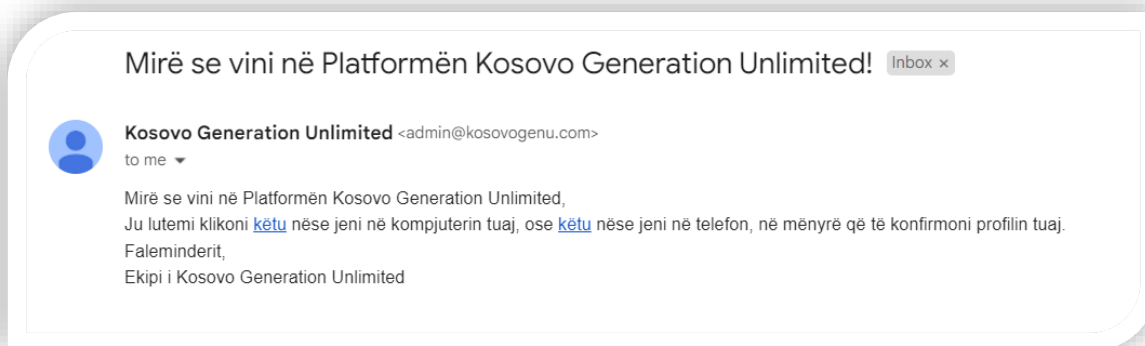 Mirë se vini në Platformën Kosovo Generation Unlimited! Inbox ×
Kosovo Generation Unlimited <admin@kosovogenu.com>
to me
Mirë se vini në Platformën Kosovo Generation Unlimited,
Ju lutemi klikoni këtu nëse jeni në kompjuterin tuaj, ose këtu nëse jeni në telefon, në mënyrë që të konfirmoni profilin tuaj.
Faleminderit,
Ekipi i Kosovo Generation Unlimited